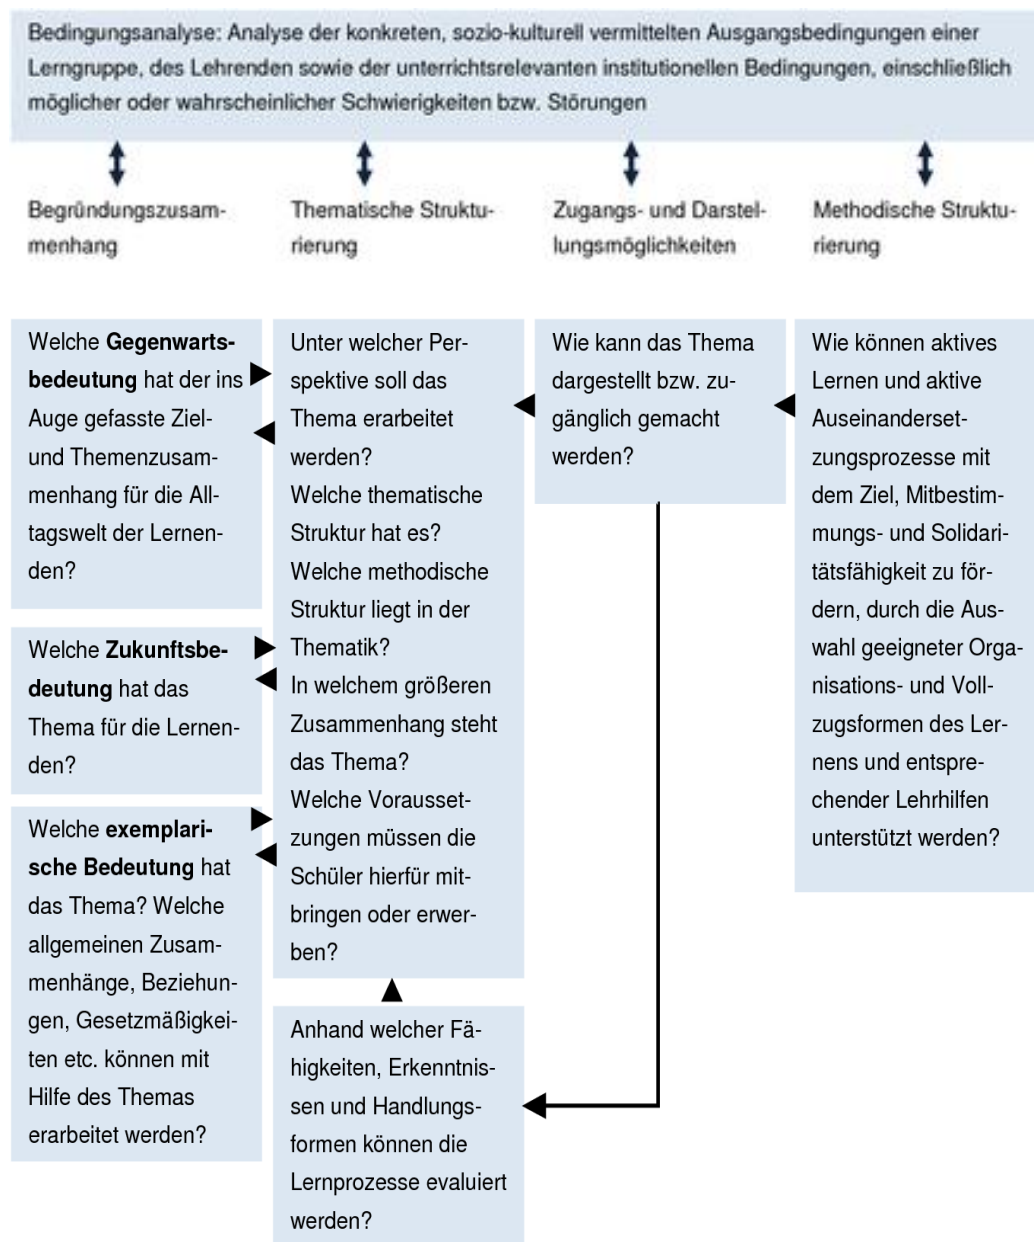 Bedingungsanalyse: Analyse der konkreten, sozio-kulturell vermittelten Ausgangsbedingungen einer
Lerngruppe, des Lehrenden sowie der unterrichtsrelevanten institutionellen Bedingungen, einschließlich
möglicher oder wahrscheinlicher Schwierigkeiten bzw. Störungen
Begründungszusam-
menhang
Thematische Struktu-
rierung
Zugangs- und Darstel-
lungsmöglichkeiten
Methodische Struktu-
rierung
Welche Gegenwarts-
bedeutung hat der ins
Auge gefasste Ziel-
und Themenzusam-
menhang für die All-
tagswelt der Lernen-
den?
Welche Zukunftsbe-
deutung hat das
Thema für die Lernen-
den?
Welche exemplari-
sche Bedeutung hat
das Thema? Welche
allgemeinen Zusam-
menhänge, Beziehun-
gen, Gesetzmäßigkei-
ten etc. können mit
Hilfe des Themas
erarbeitet werden?
Unter welcher Per-
spektive soll das
Thema erarbeitet
werden?
Welche thematische
Struktur hat es?
Welche methodische
Struktur liegt in der
Thematik?
In welchem größeren
Zusammenhang steht
das Thema?
Welche Vorausset-
zungen müssen die
Schüler hierfür mit-
bringen oder erwer-
ben?
Anhand welcher Fä-
higkeiten, Erkenntnis-
sen und Handlungs-
formen können die
Lernprozesse evaluiert
werden?
Wie kann das Thema
dargestellt bzw. zu-
gänglich gemacht
werden?
Wie können aktives
Lernen und aktive
Auseinanderset-
zungsprozesse mit
dem Ziel, Mitbestim-
mungs- und Solidari-
tätsfähigkeit zu för-
dern, durch die Aus-
wahl geeigneter Orga-
nisations- und Voll-
zugsformen des Ler-
nens und entspre-
chender Lehrhilfen
unterstützt werden?